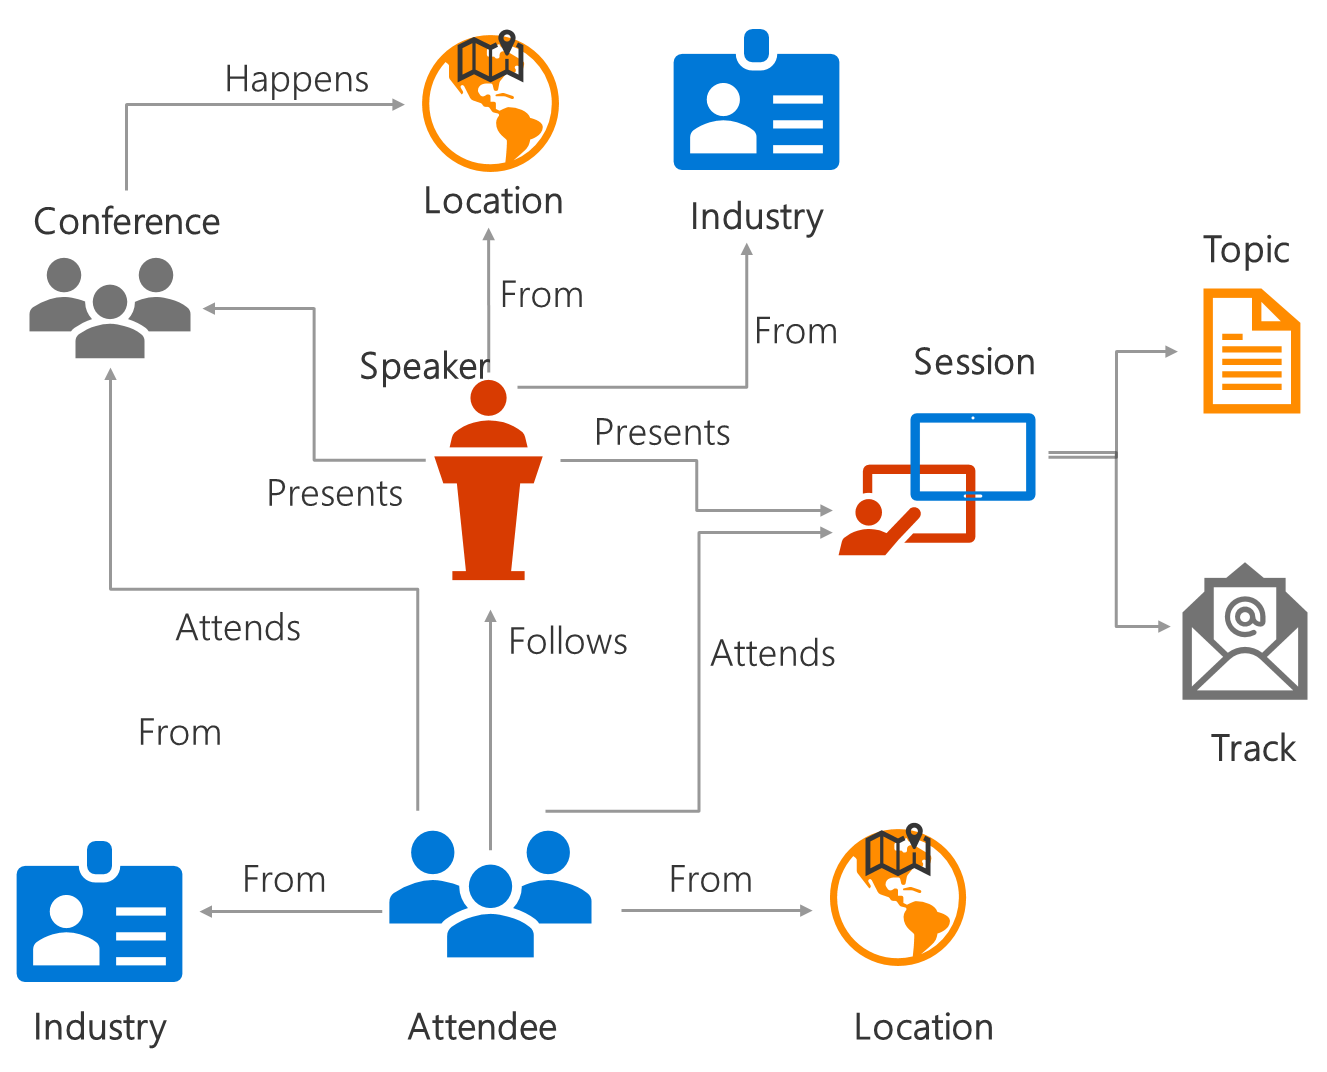 Happens
Location
Industry
Conference
Topic
From
From
Session
Speaker
Presents
Presents
Attends
Follows
Attends
From
Track
From
From
Industry
Attendee
Location
@